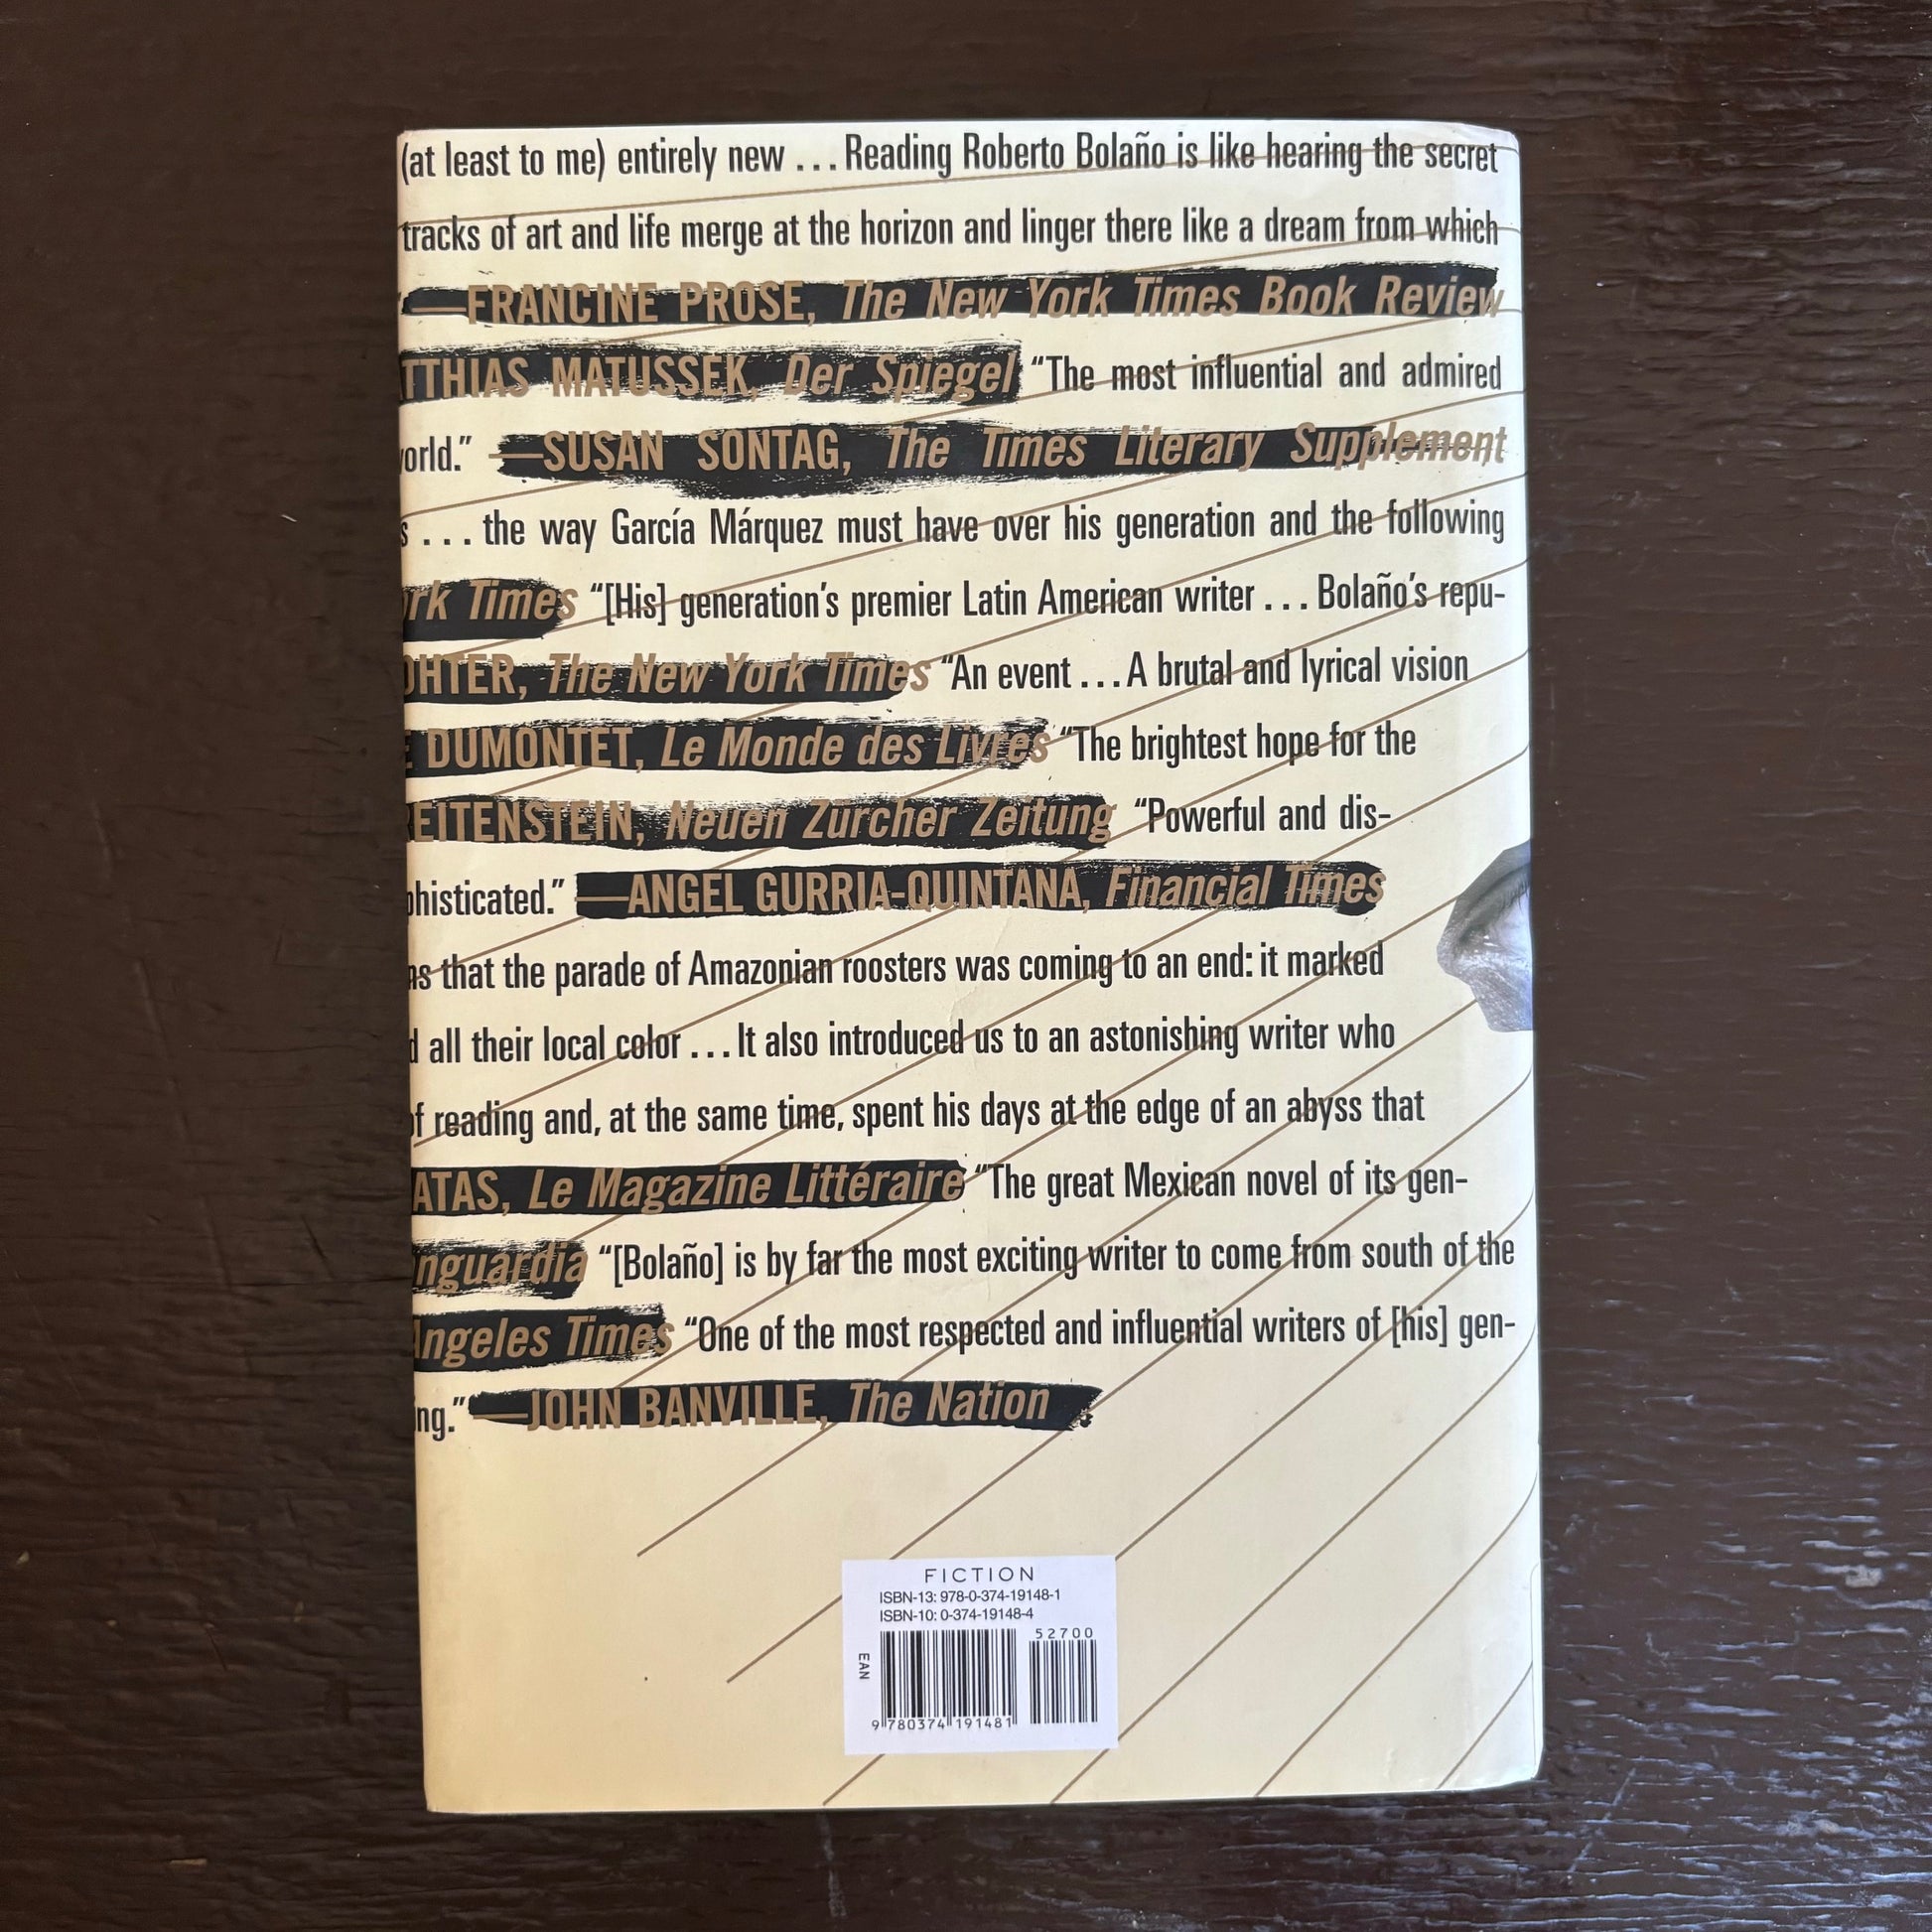 (at least to me) entirely new . . . Reading Roberto Bolaño is like hearing the secret
tracks of art and life merge at the horizon and linger there like a dream from which
—FRANCINE PROSE, The New York Times Book Review
TTHIAS MATUSSEK, Der Spiegel “The most influential and admired
orld.” —SUSAN SONTAG, The Times Literary Supplement
s . . . the way García Márquez must have over his generation and the following
rk Times “[His] generation’s premier Latin American writer . . . Bolaño’s repu-
OHTER, The New York Times “An event . . . A brutal and lyrical vision
E DUMONTET, Le Monde des Livres “The brightest hope for the
REITENSTEIN, Neuen Zürcher Zeitung “Powerful and dis-
phisticated.” —ANGEL GURRIA-QUINTANA, Financial Times
ns that the parade of Amazonian roosters was coming to an end: it marked
d all their local color . . . It also introduced us to an astonishing writer who
of reading and, at the same time, spent his days at the edge of an abyss that
ATAS, Le Magazine Littéraire “The great Mexican novel of its gen-
nguardia “[Bolaño] is by far the most exciting writer to come from south of the
Angeles Times “One of the most respected and influential writers of [his] gen-
ing.” —JOHN BANVILLE, The Nation
FICTION
ISBN-13: 978-0-374-19148-1
ISBN-10: 0-374-19148-4
52700
EAN
9 780374 191481